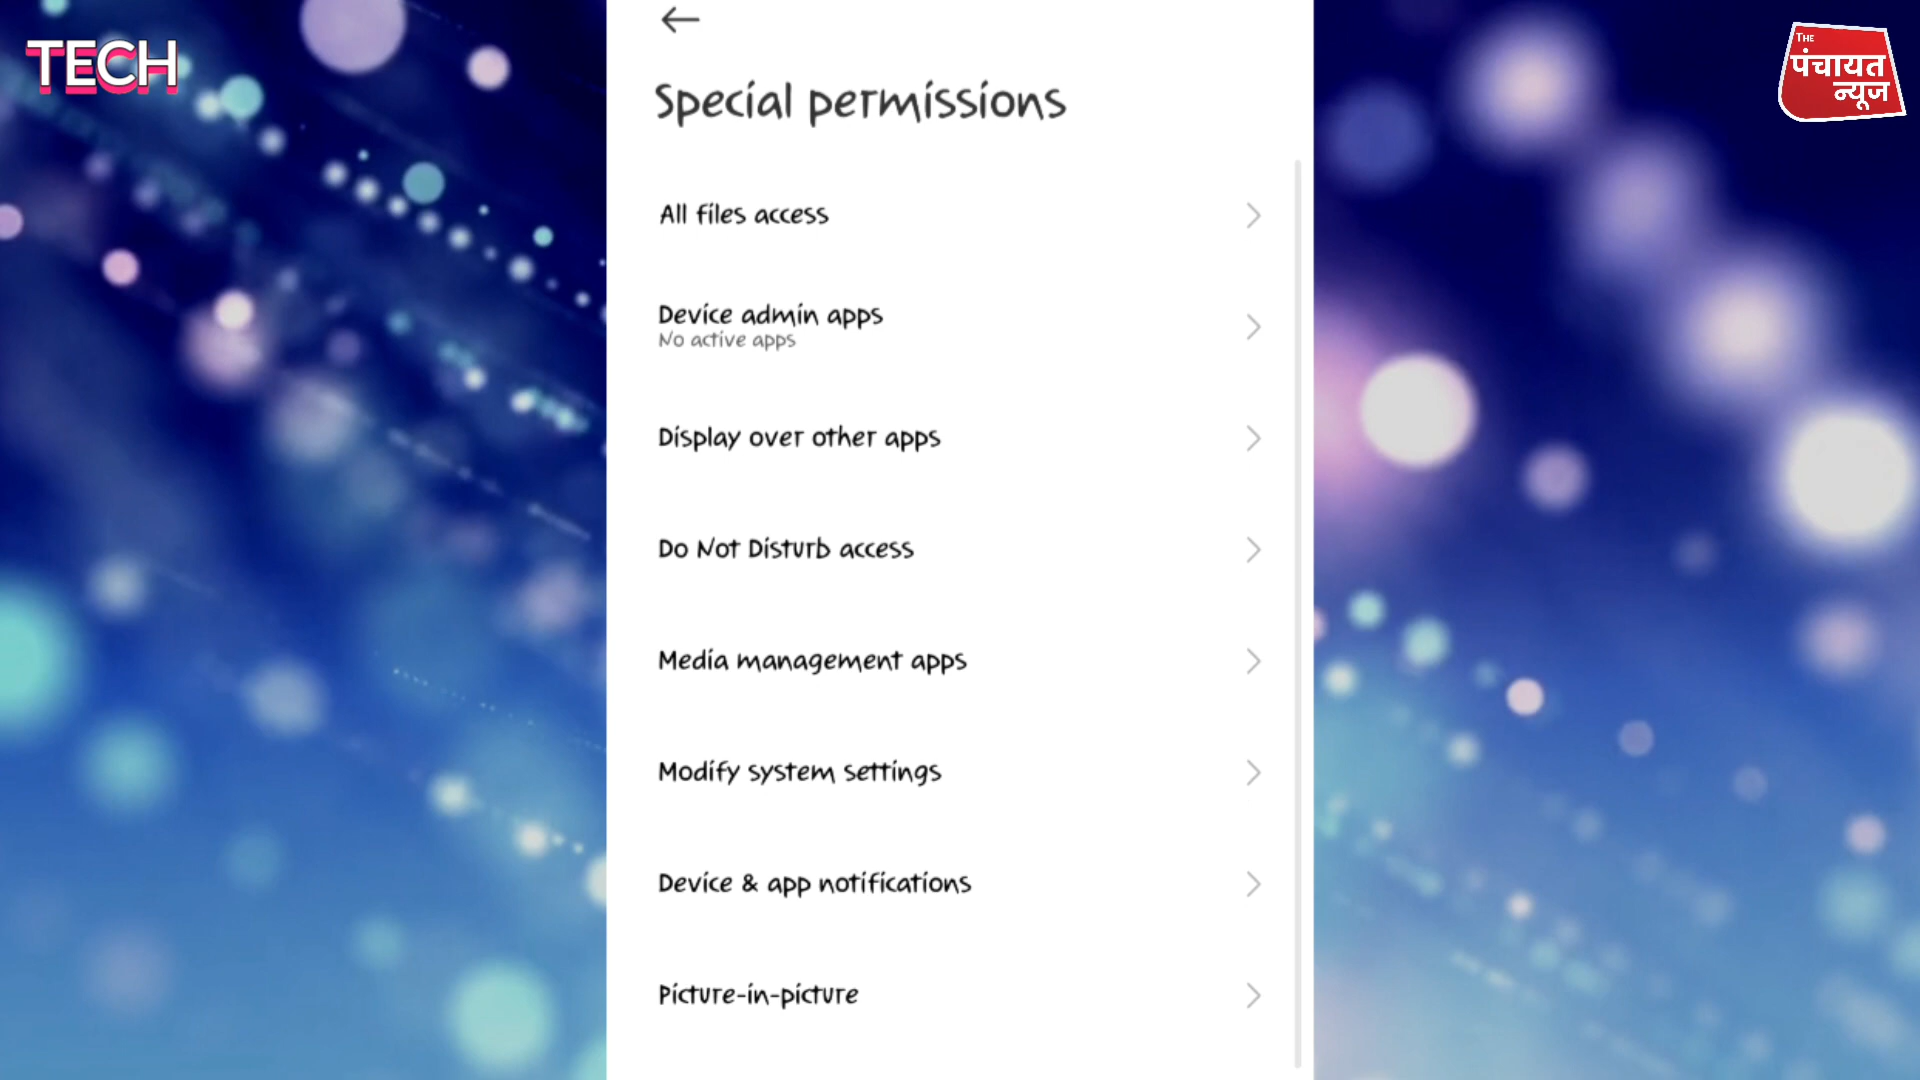 TECH
THE
पंचायत
न्यूज
Special permissions
All files access
Device admin apps
No active apps
Display over other apps
Do Not Disturb access
Media management apps
Modify system settings
Device & app notifications
Picture-in-picture